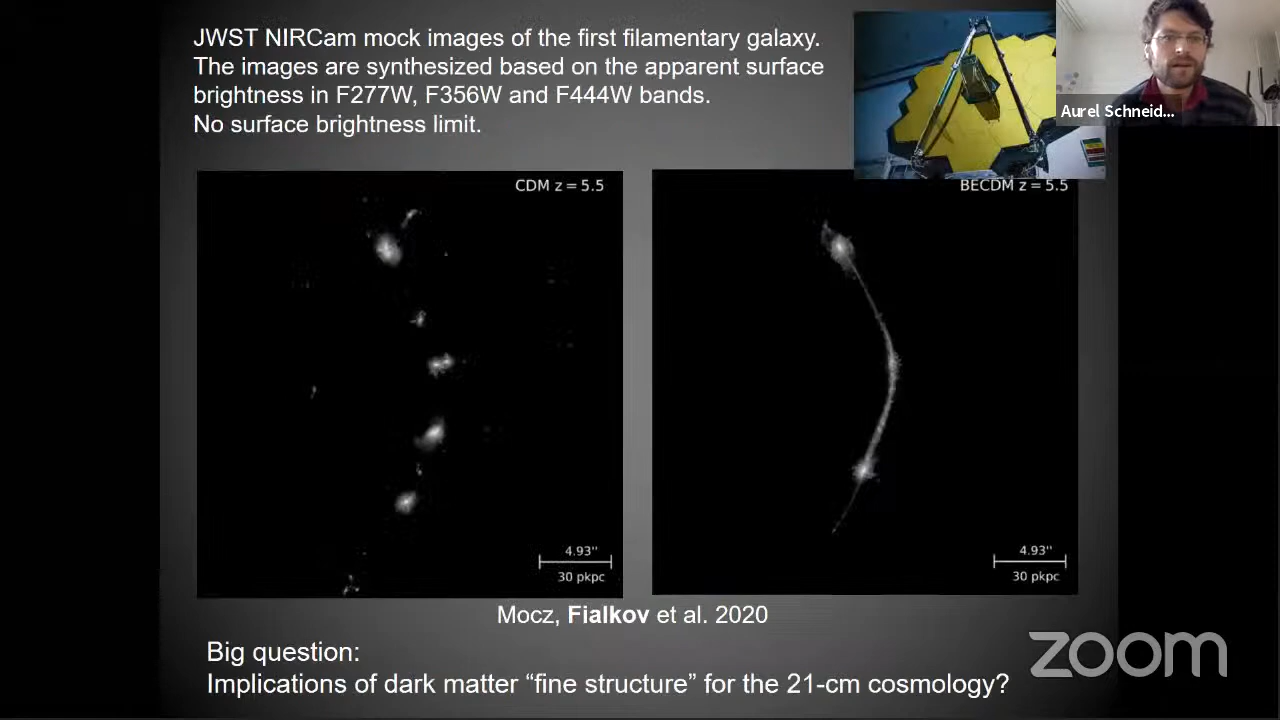 JWST NIRCam mock images of the first filamentary galaxy.
The images are synthesized based on the apparent surface
brightness in F277W, F356W and F444W bands.
No surface brightness limit.
Aurel Schneid...
CDM z = 5.5
BECDM z = 5.5
4.93''
30 pkpc
4.93''
30 pkpc
Mocz, Fialkov et al. 2020
Big question:
Implications of dark matter “fine structure” for the 21-cm cosmology?
zoom